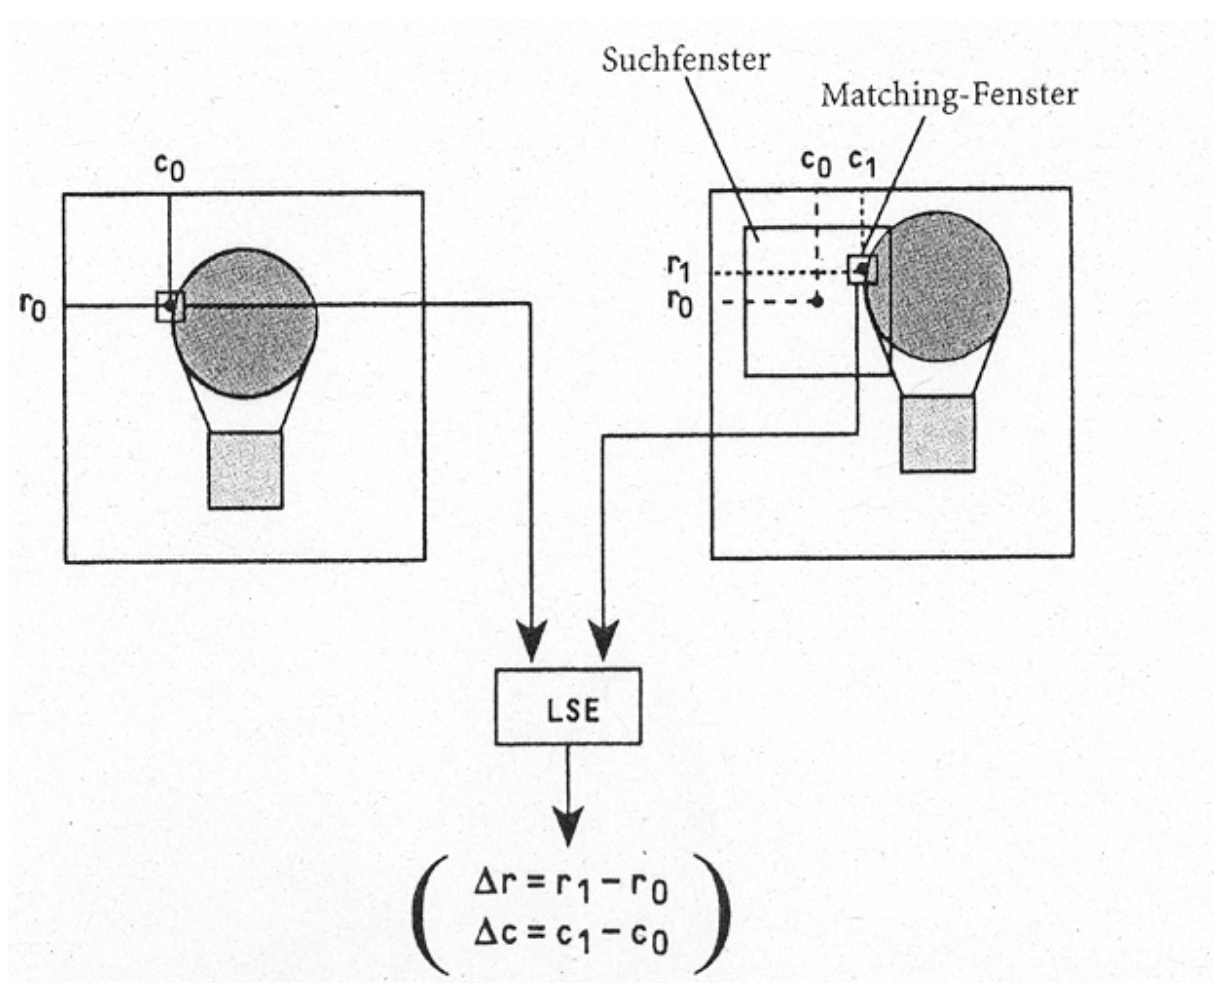 Suchfenster
Matching-Fenster
c0
c0 c1
r1
r0
r0
LSE
Δr = r1 − r0
Δc = c1 − c0